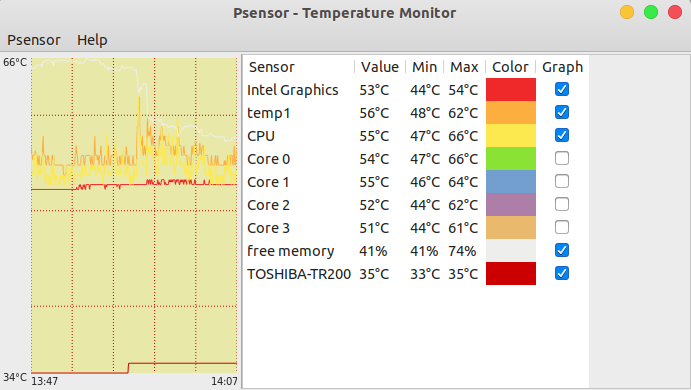 Psensor - Temperature Monitor
Psensor Help
66°C
34°C
13:47 14:07
Sensor Value Min Max Color Graph
Intel Graphics 53°C 44°C 54°C
temp1 56°C 48°C 62°C
CPU 55°C 47°C 66°C
Core 0 54°C 47°C 66°C
Core 1 55°C 46°C 64°C
Core 2 52°C 44°C 62°C
Core 3 51°C 44°C 61°C
free memory 41% 41% 74%
TOSHIBA-TR200 35°C 33°C 35°C